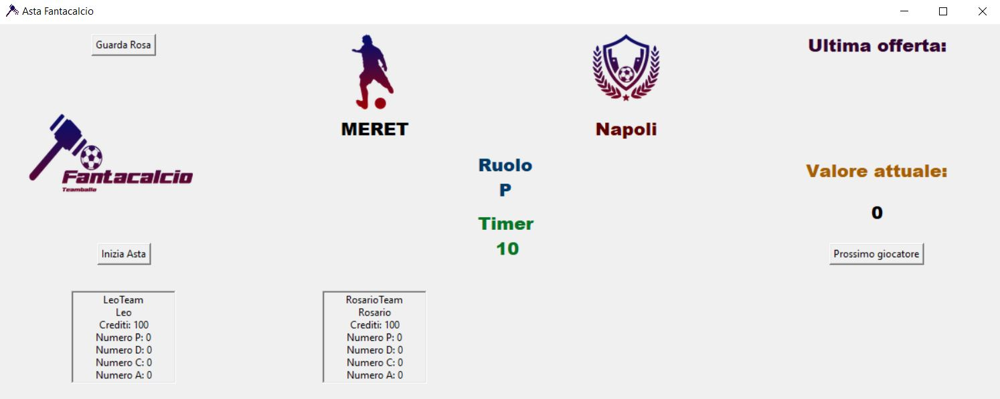 Asta Fantacalcio
Guarda Rosa
Ultima offerta:
MERET
Napoli
Fantacalcio
Teamballo
Ruolo
P
Valore attuale:
0
Timer
10
Inizia Asta
Prossimo giocatore
LeoTeam
Leo
Crediti: 100
Numero P: 0
Numero D: 0
Numero C: 0
Numero A: 0
RosarioTeam
Rosario
Crediti: 100
Numero P: 0
Numero D: 0
Numero C: 0
Numero A: 0